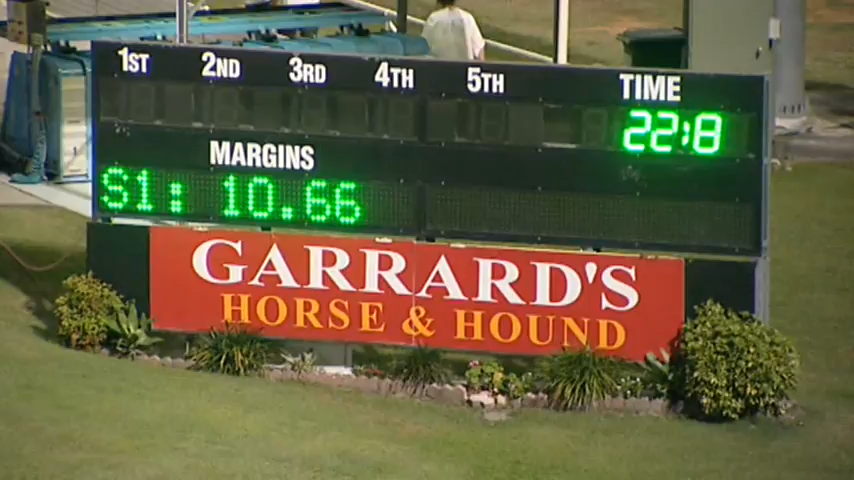 1ST 2ND 3RD 4TH 5TH TIME
22:8
MARGINS
S1: 10.66
GARRARD'S
HORSE & HOUND